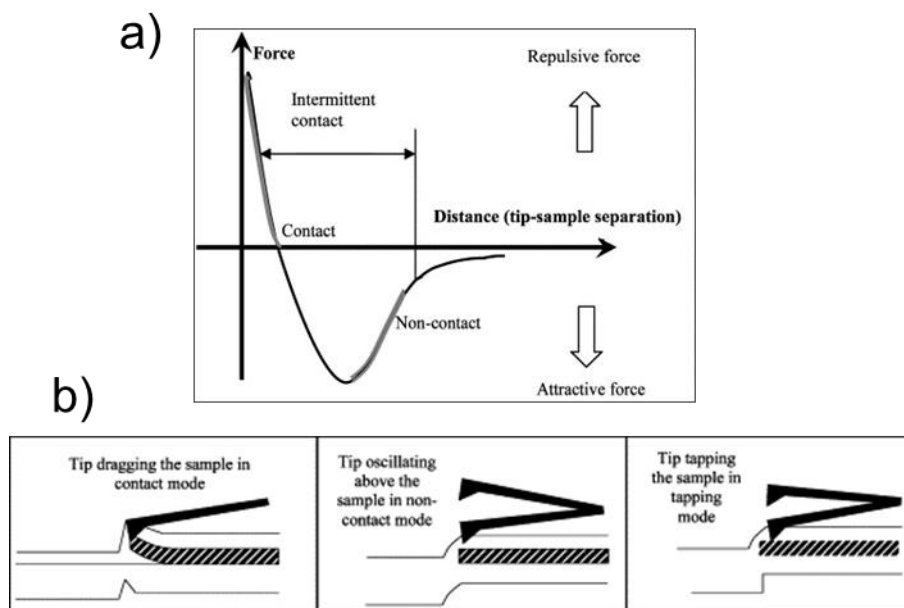 a)
Force
Repulsive force
Intermittent
contact
Distance (tip-sample separation)
Contact
Non-contact
Attractive force
b)
Tip dragging the sample in
contact mode
Tip oscillating
above the
sample in non-
contact mode
Tip tapping
the sample in
tapping
mode